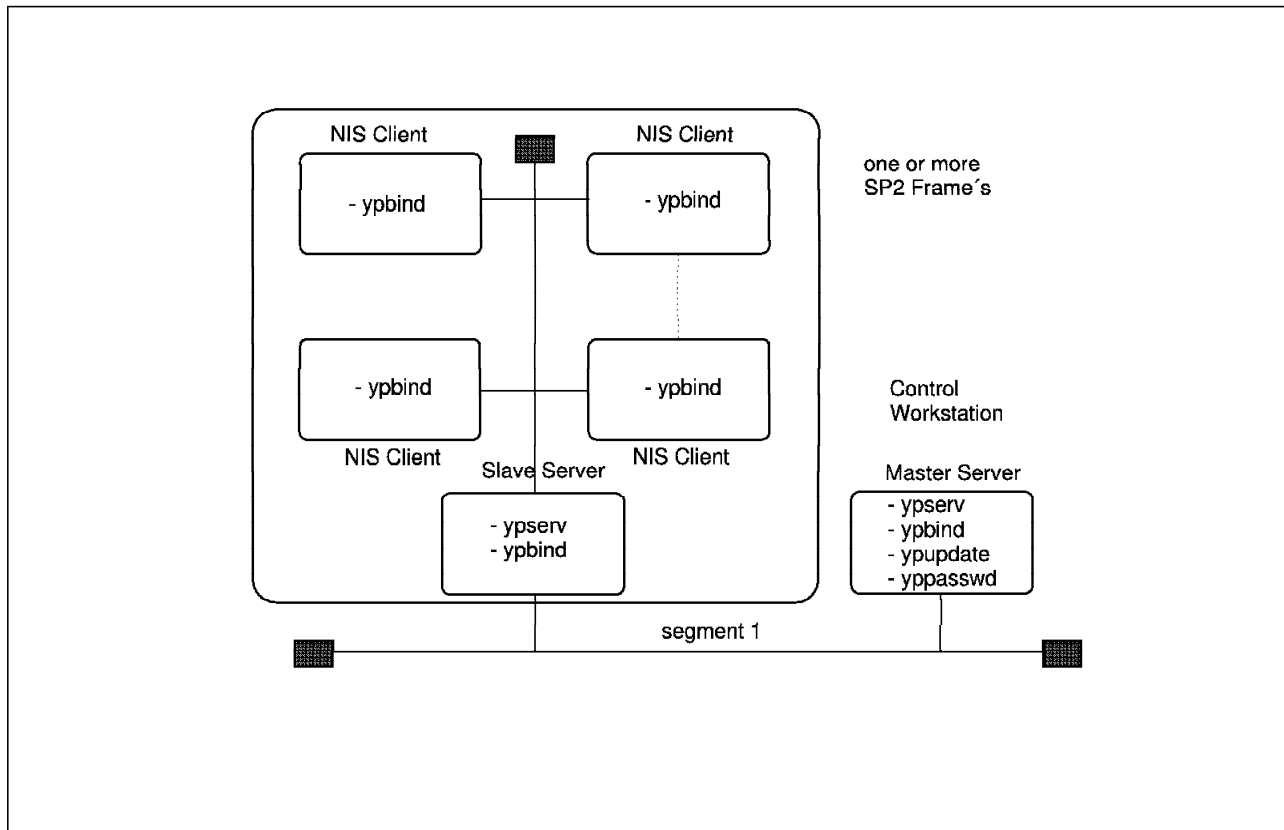 NIS Client
NIS Client
- ypbind
- ypbind
one or more
SP2 Frame´s
- ypbind
- ypbind
NIS Client
NIS Client
Control
Workstation
Slave Server
- ypserv
- ypbind
Master Server
- ypserv
- ypbind
- ypupdate
- yppasswd
segment 1